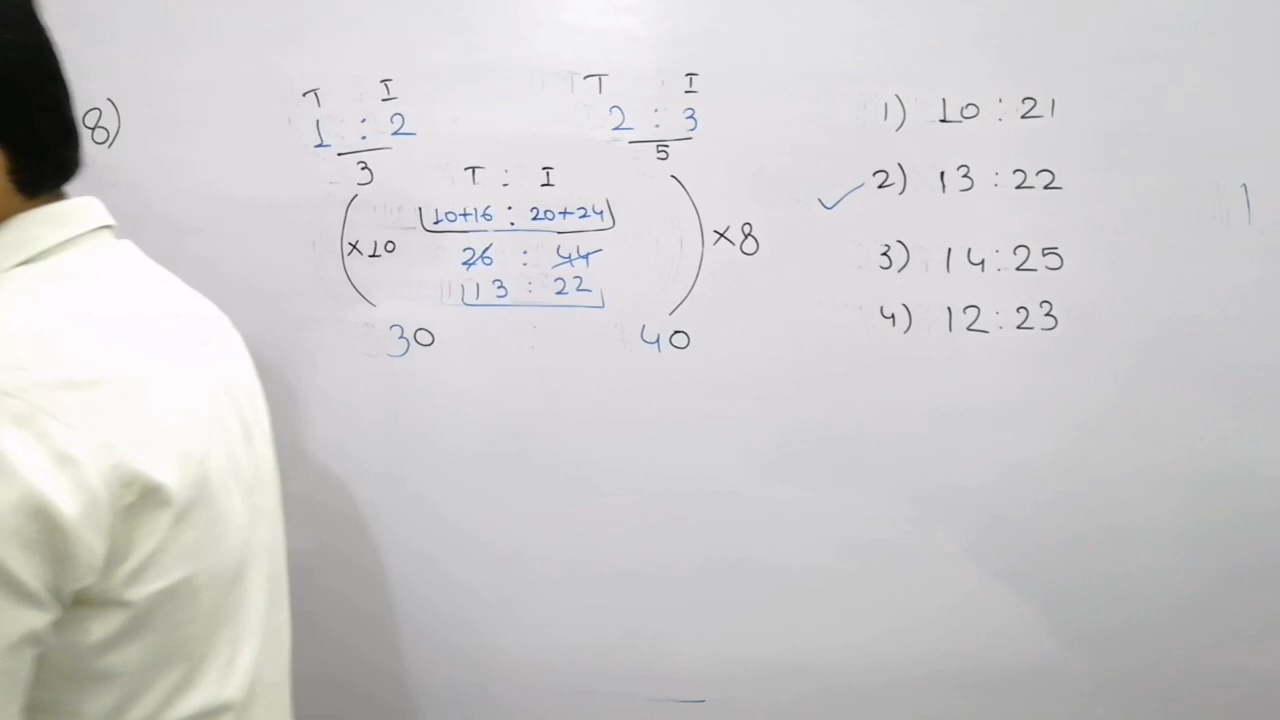 8)
T I
1 : 2
3
T I
2 : 3
5
T : I
10+16 : 20+24
26 : 44
13 : 22
×10
×8
30 : 40
1) 10 : 21
2) 13 : 22
3) 14 : 25
4) 12 : 23